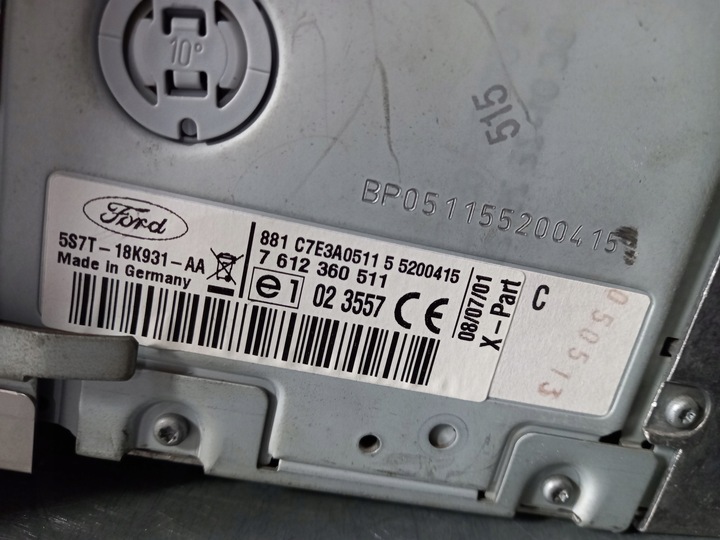 10°
515
BP051155200415
Ford
5S7T-18K931-AA
Made in Germany
881 C7E3A0511 5 5200415
7 612 360 511
e1
02 3557
CE
08/07/01
X-Part
C
050513